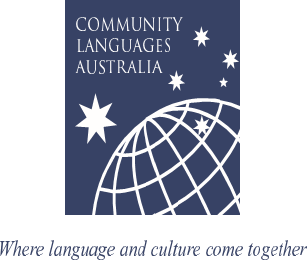 COMMUNITY
LANGUAGES
AUSTRALIA
Where language and culture come together